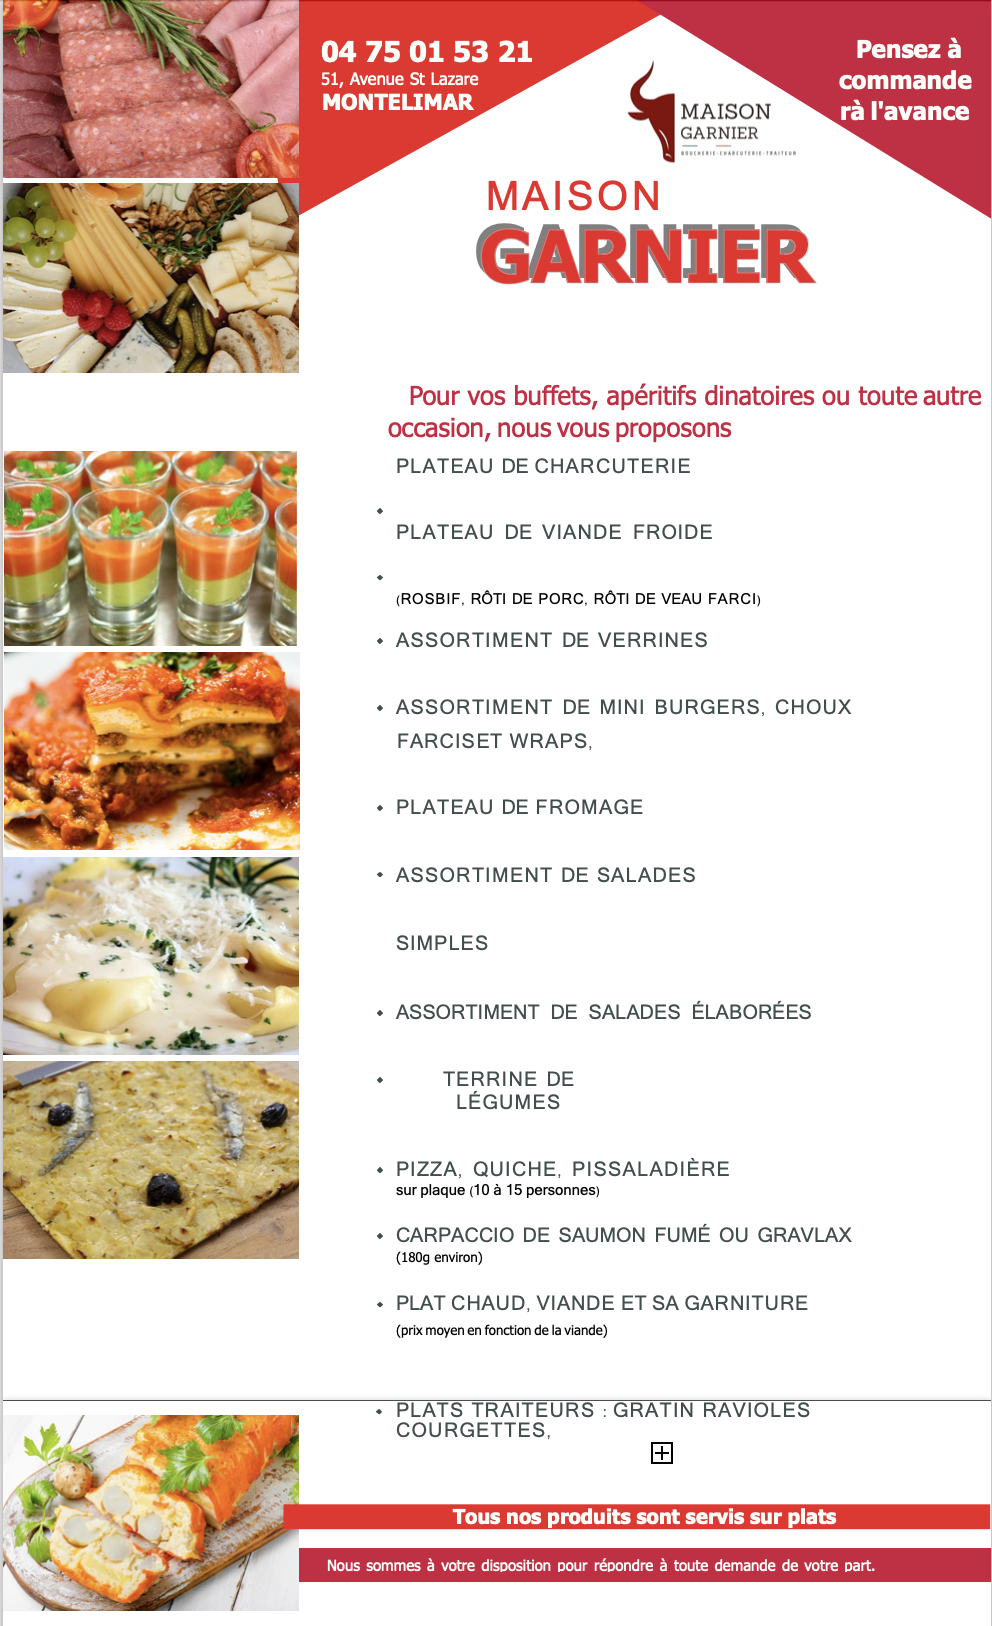 04 75 01 53 21
51, Avenue St Lazare
MONTELIMAR
Pensez à
commande
rà l'avance
MAISON
GARNIER
BOUCHERIE-CHARCUTERIE-TRAITEUR
MAISON
GARNIER
Pour vos buffets, apéritifs dinatoires ou toute autre
occasion, nous vous proposons
PLATEAU DE CHARCUTERIE
•
PLATEAU DE VIANDE FROIDE
•
(ROSBIF, RÔTI DE PORC, RÔTI DE VEAU FARCI)
• ASSORTIMENT DE VERRINES
• ASSORTIMENT DE MINI BURGERS, CHOUX
FARCISET WRAPS,
• PLATEAU DE FROMAGE
• ASSORTIMENT DE SALADES
SIMPLES
• ASSORTIMENT DE SALADES ÉLABORÉES
• TERRINE DE
LÉGUMES
• PIZZA, QUICHE, PISSALADIÈRE
sur plaque (10 à 15 personnes)
• CARPACCIO DE SAUMON FUMÉ OU GRAVLAX
(180g environ)
• PLAT CHAUD, VIANDE ET SA GARNITURE
(prix moyen en fonction de la viande)
• PLATS TRAITEURS : GRATIN RAVIOLES
COURGETTES,
Tous nos produits sont servis sur plats
Nous sommes à votre disposition pour répondre à toute demande de votre part.